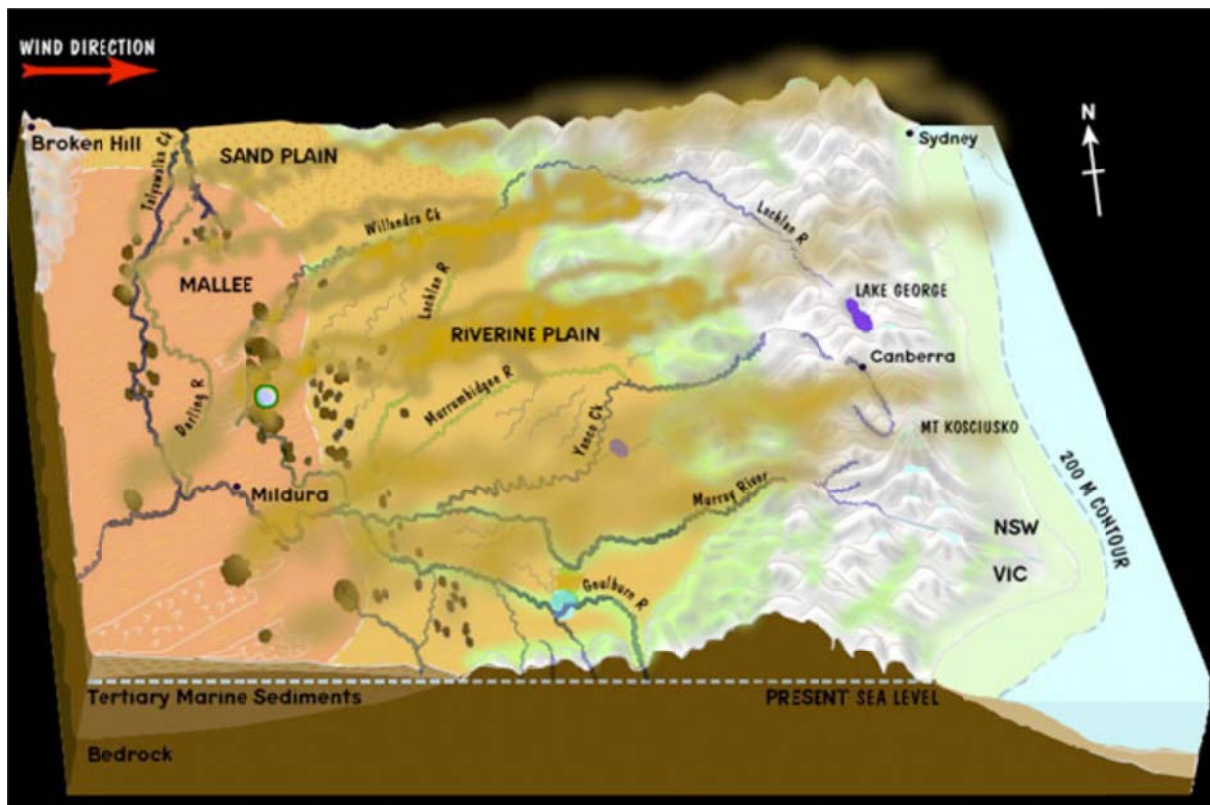 WIND DIRECTION
N
Broken Hill
Talyawalka Ck
SAND PLAIN
Sydney
Willandra Ck
Lachlan R
MALLEE
Lachlan R
LAKE GEORGE
RIVERINE PLAIN
Canberra
Darling R
Murrumbidgee R
Yanco Ck
MT KOSCIUSKO
Mildura
Murray River
200 M CONTOUR
NSW
VIC
Goulburn R
Tertiary Marine Sediments
PRESENT SEA LEVEL
Bedrock